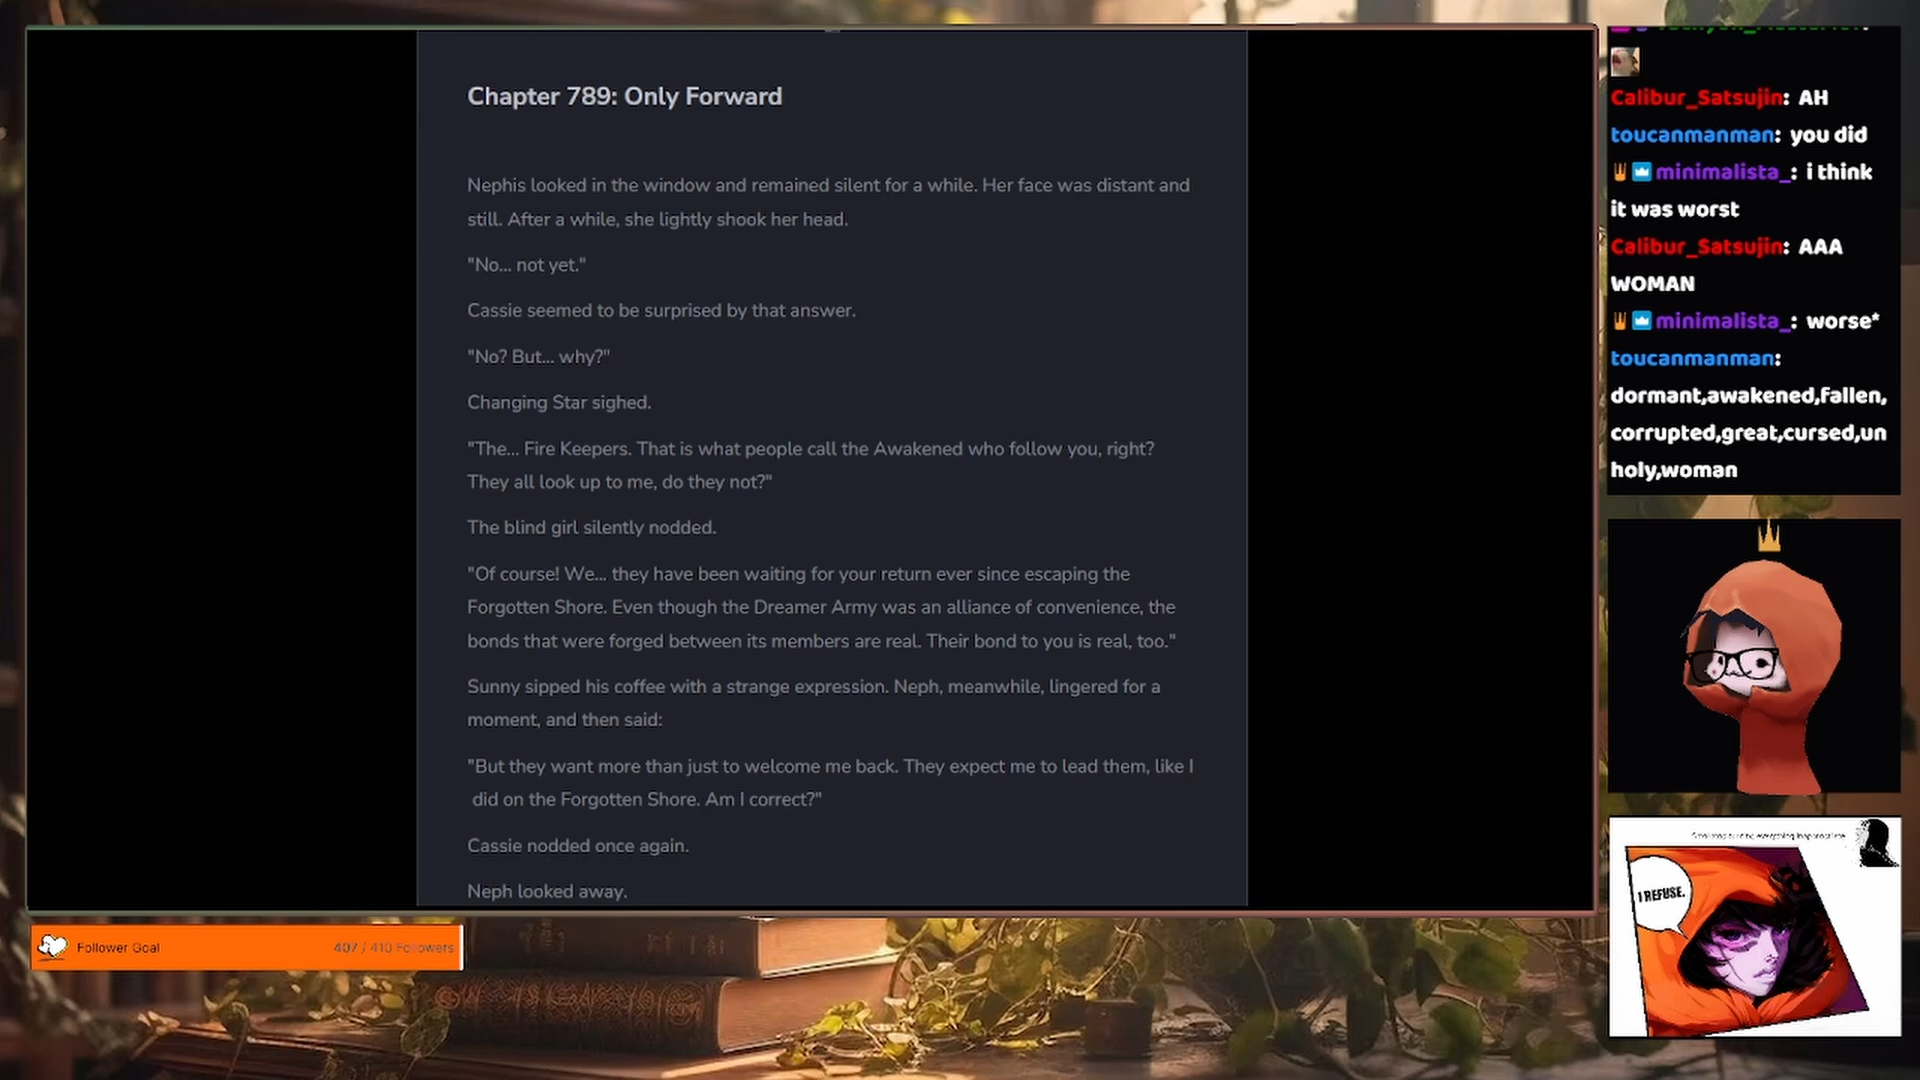 Chapter 789: Only Forward
Nephis looked in the window and remained silent for a while. Her face was distant and
still. After a while, she lightly shook her head.
"No... not yet."
Cassie seemed to be surprised by that answer.
"No? But... why?"
Changing Star sighed.
"The... Fire Keepers. That is what people call the Awakened who follow you, right?
They all look up to me, do they not?"
The blind girl silently nodded.
"Of course! We... they have been waiting for your return ever since escaping the
Forgotten Shore. Even though the Dreamer Army was an alliance of convenience, the
bonds that were forged between its members are real. Their bond to you is real, too."
Sunny sipped his coffee with a strange expression. Neph, meanwhile, lingered for a
moment, and then said:
"But they want more than just to welcome me back. They expect me to lead them, like I
did on the Forgotten Shore. Am I correct?"
Cassie nodded once again.
Neph looked away.
Calibur_Satsujin: AH
toucanmanman: you did
minimalista_: i think
it was worst
Calibur_Satsujin: AAA
WOMAN
minimalista_: worse*
toucanmanman:
dormant,awakened,fallen,
corrupted,great,cursed,un
holy,woman
I REFUSE.
Follower Goal
407 / 410 Followers